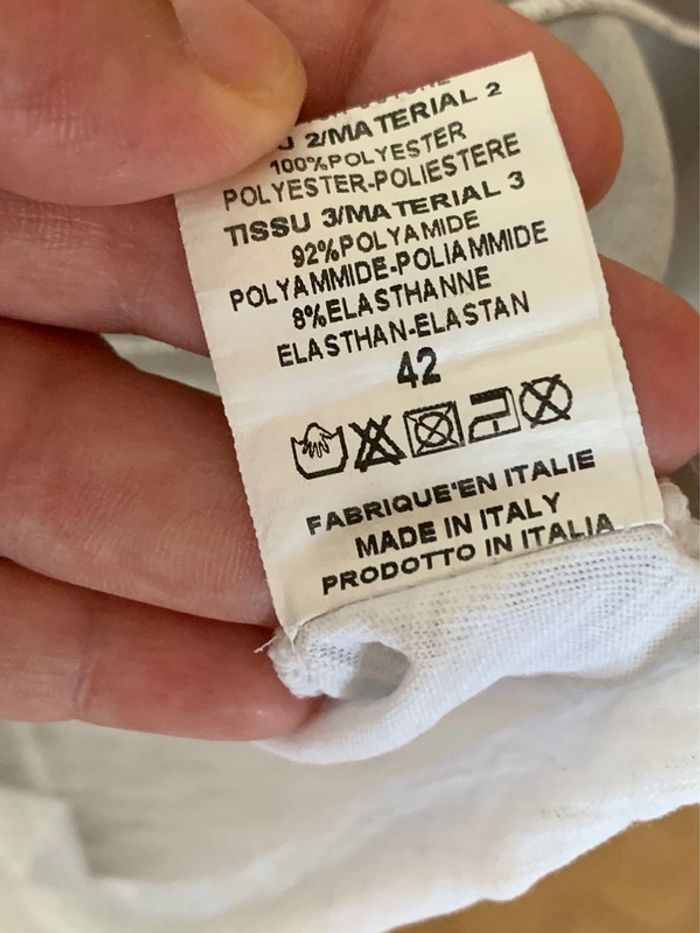 2/MATERIAL 2
100%POLYESTER
POLYESTER-POLIESTERE
TISSU 3/MATERIAL 3
92%POLYAMIDE
POLYAMMIDE-POLIAMMIDE
8%ELASTHANNE
ELASTHAN-ELASTAN
42
FABRIQUE'EN ITALIE
MADE IN ITALY
PRODOTTO IN ITALIA